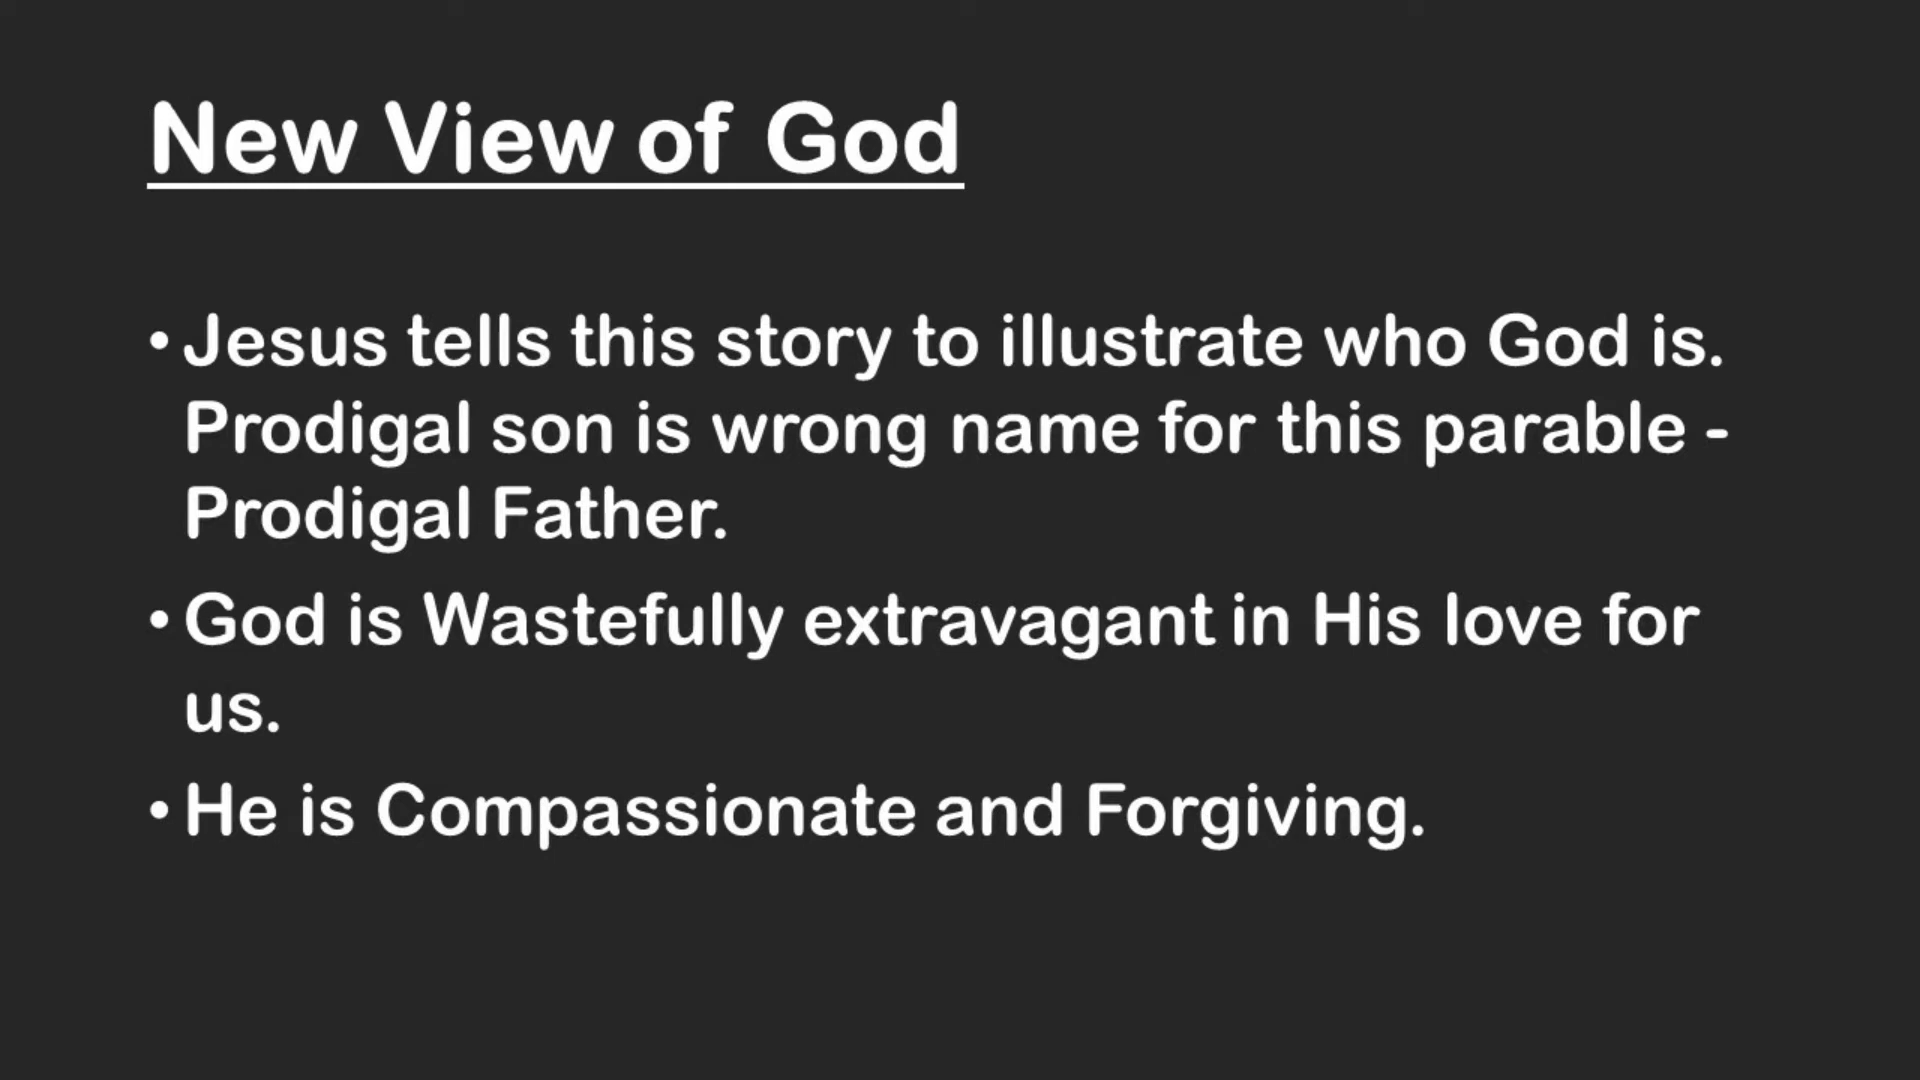 New View of God
• Jesus tells this story to illustrate who God is.
Prodigal son is wrong name for this parable -
Prodigal Father.
• God is Wastefully extravagant in His love for
us.
• He is Compassionate and Forgiving.